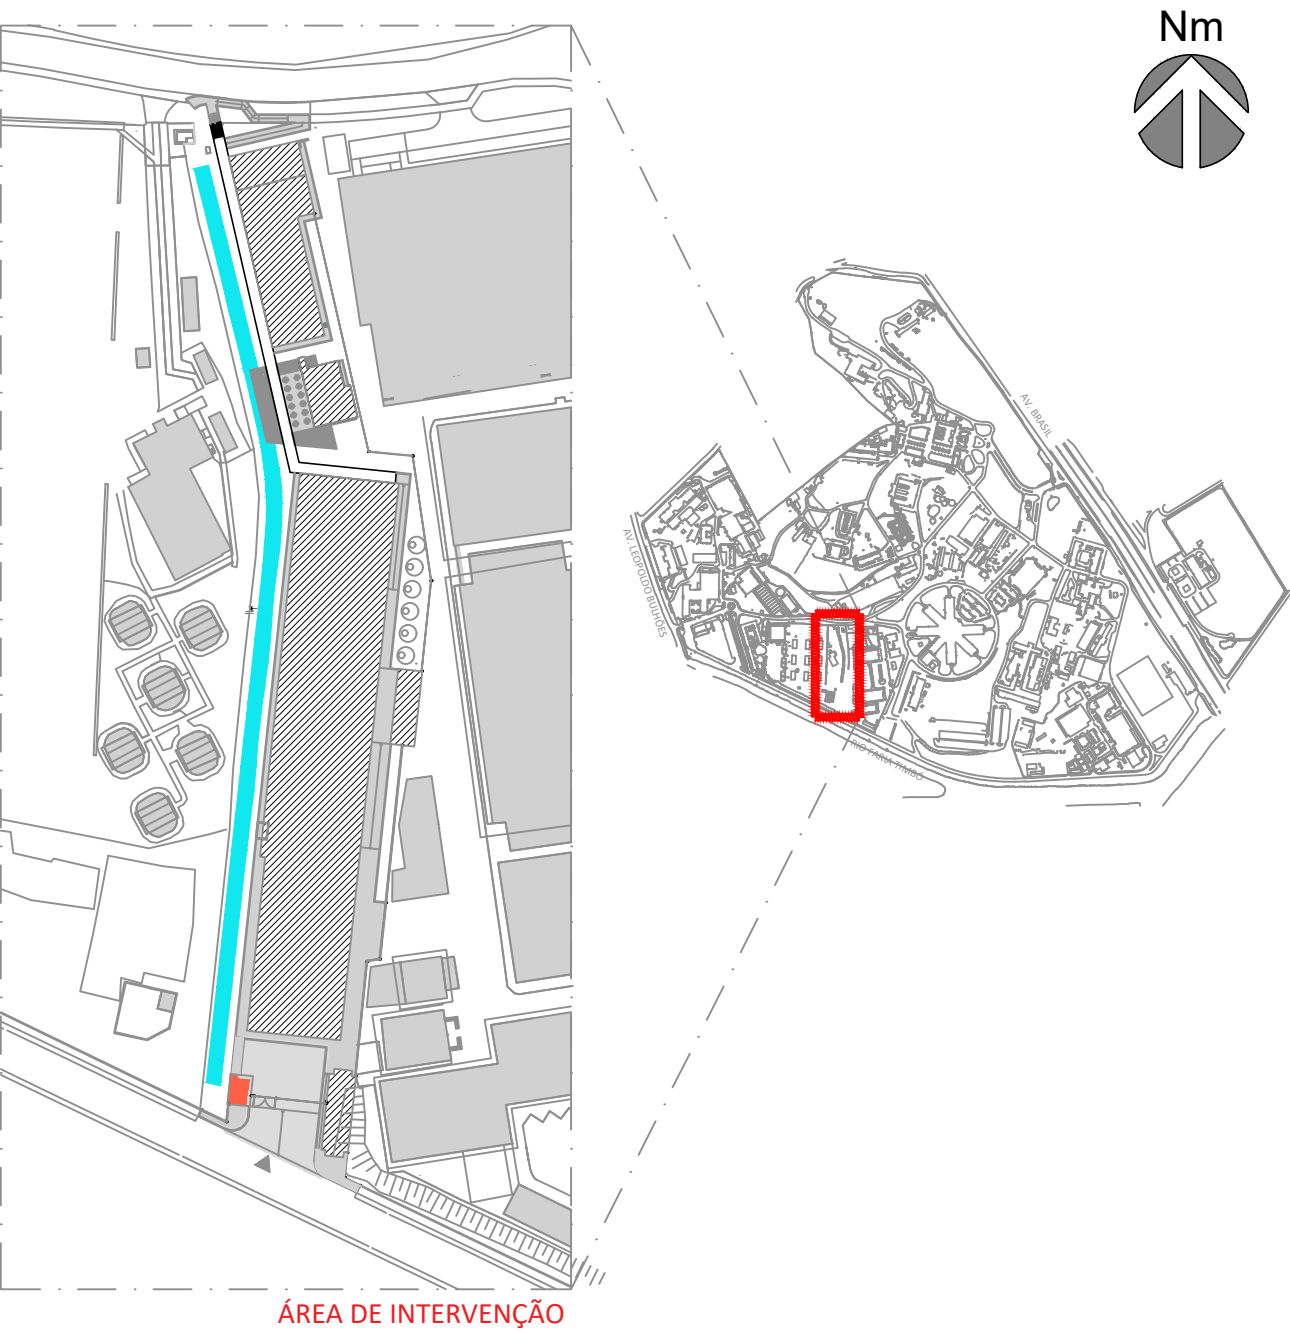 Nm
AV. BRASIL
AV. LEOPOLDO BULHÕES
RIO FARIA TIMBÓ
ÁREA DE INTERVENÇÃO